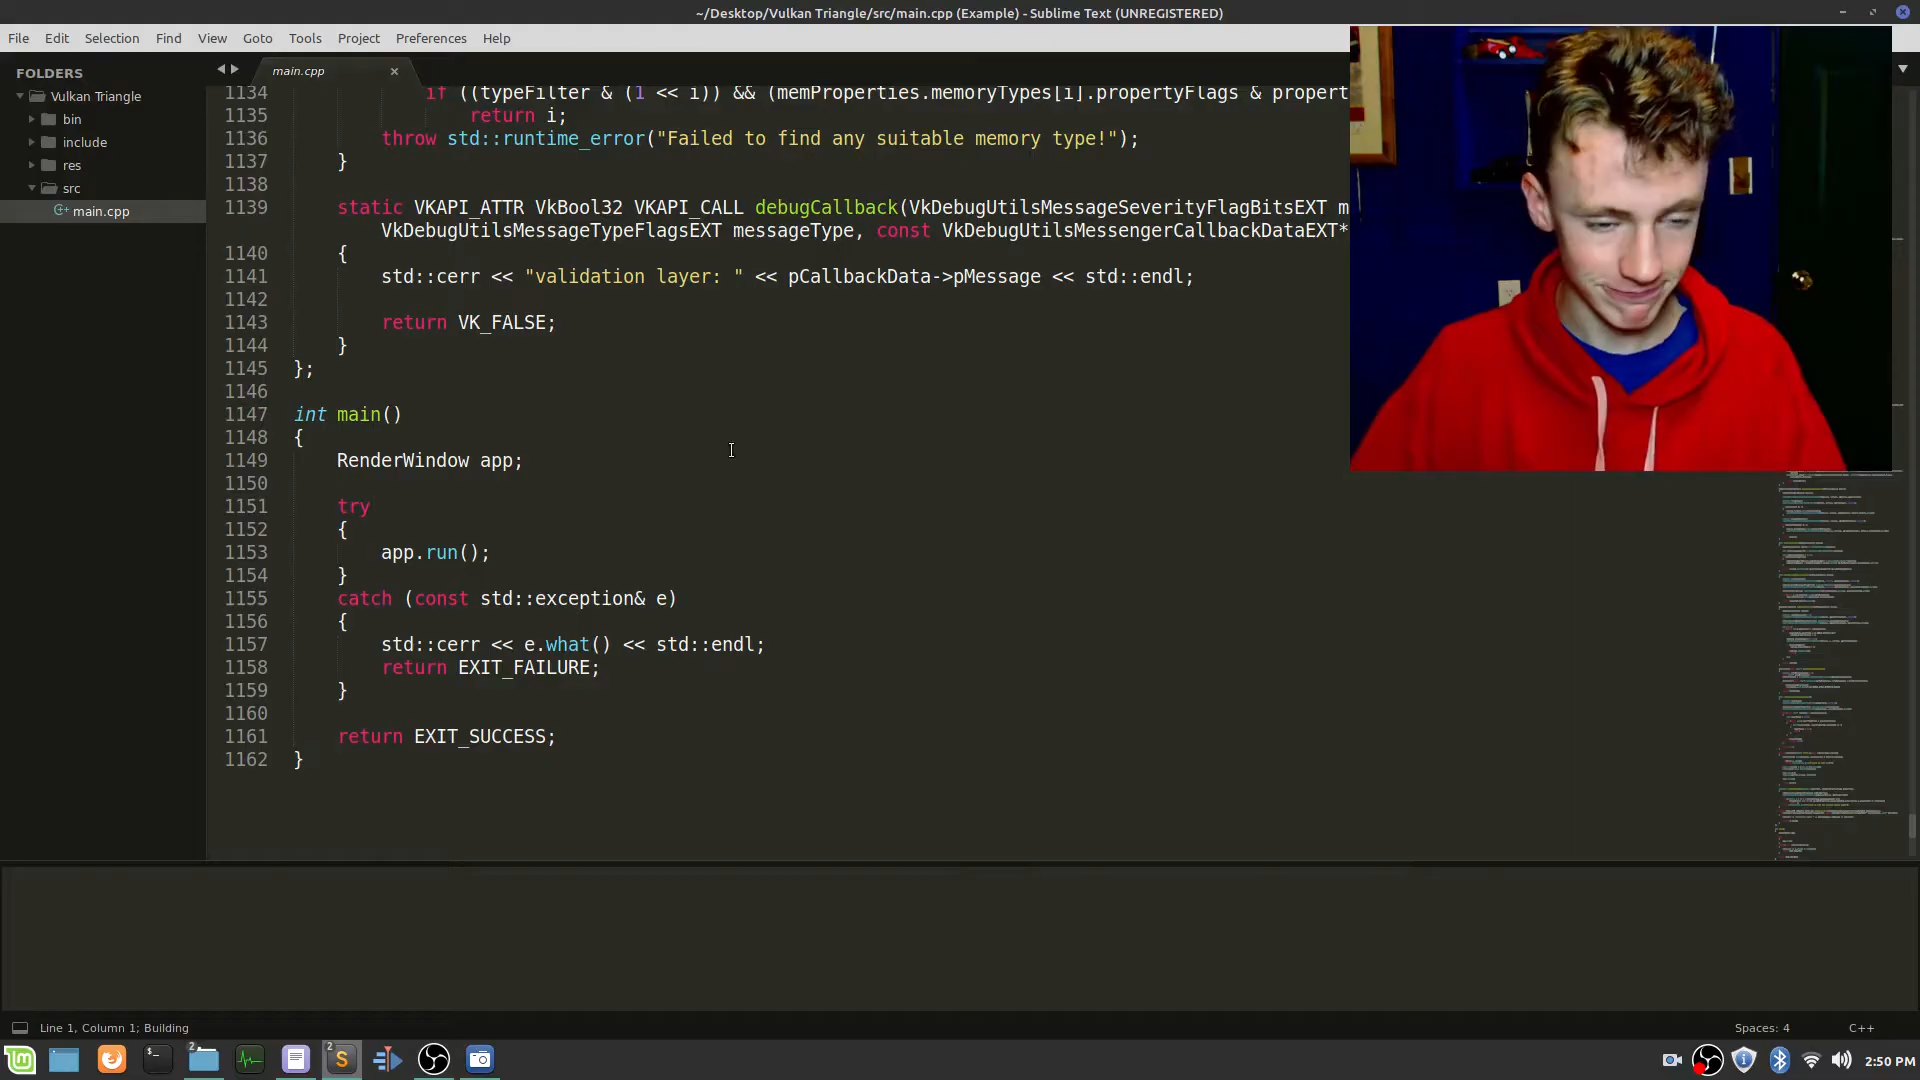 ~/Desktop/Vulkan Triangle/src/main.cpp (Example) - Sublime Text (UNREGISTERED)
File Edit Selection Find View Goto Tools Project Preferences Help
FOLDERS
Vulkan Triangle
bin
include
res
src
main.cpp
main.cpp
1134 if ((typeFilter & (1 << i)) && (memProperties.memoryTypes[i].propertyFlags & propert
1135 return i;
1136 throw std::runtime_error("Failed to find any suitable memory type!");
1137 }
1138
1139 static VKAPI_ATTR VkBool32 VKAPI_CALL debugCallback(VkDebugUtilsMessageSeverityFlagBitsEXT m
VkDebugUtilsMessageTypeFlagsEXT messageType, const VkDebugUtilsMessengerCallbackDataEXT*
1140 {
1141 std::cerr << "validation layer: " << pCallbackData->pMessage << std::endl;
1142
1143 return VK_FALSE;
1144 }
1145 };
1146
1147 int main()
1148 {
1149 RenderWindow app;
1150
1151 try
1152 {
1153 app.run();
1154 }
1155 catch (const std::exception& e)
1156 {
1157 std::cerr << e.what() << std::endl;
1158 return EXIT_FAILURE;
1159 }
1160
1161 return EXIT_SUCCESS;
1162 }
Line 1, Column 1; Building
Spaces: 4 C++
2 2 2:50 PM